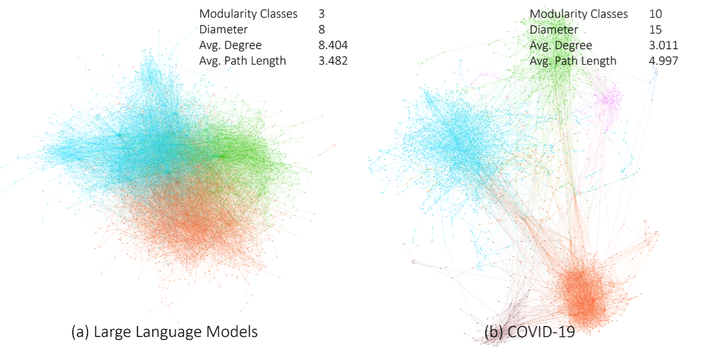 Modularity Classes 3
Diameter 8
Avg. Degree 8.404
Avg. Path Length 3.482
(a) Large Language Models
Modularity Classes 10
Diameter 15
Avg. Degree 3.011
Avg. Path Length 4.997
(b) COVID-19